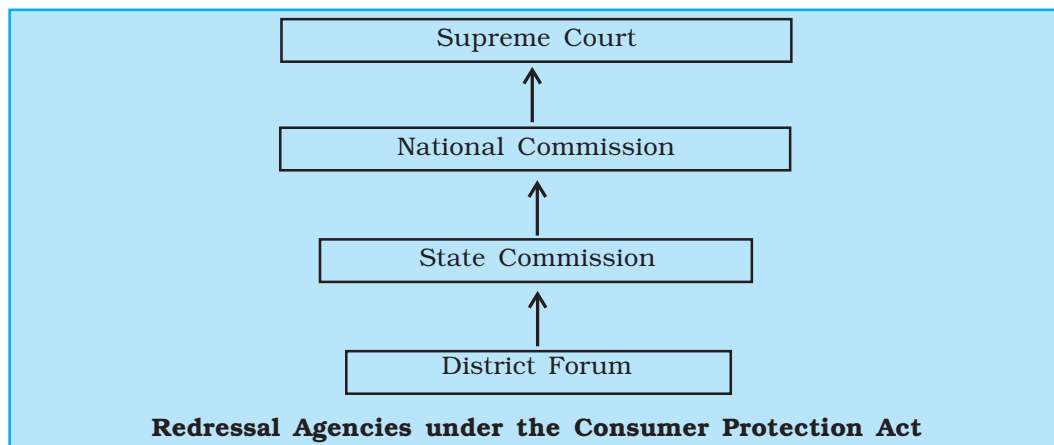 Supreme Court
National Commission
State Commission
District Forum
Redressal Agencies under the Consumer Protection Act